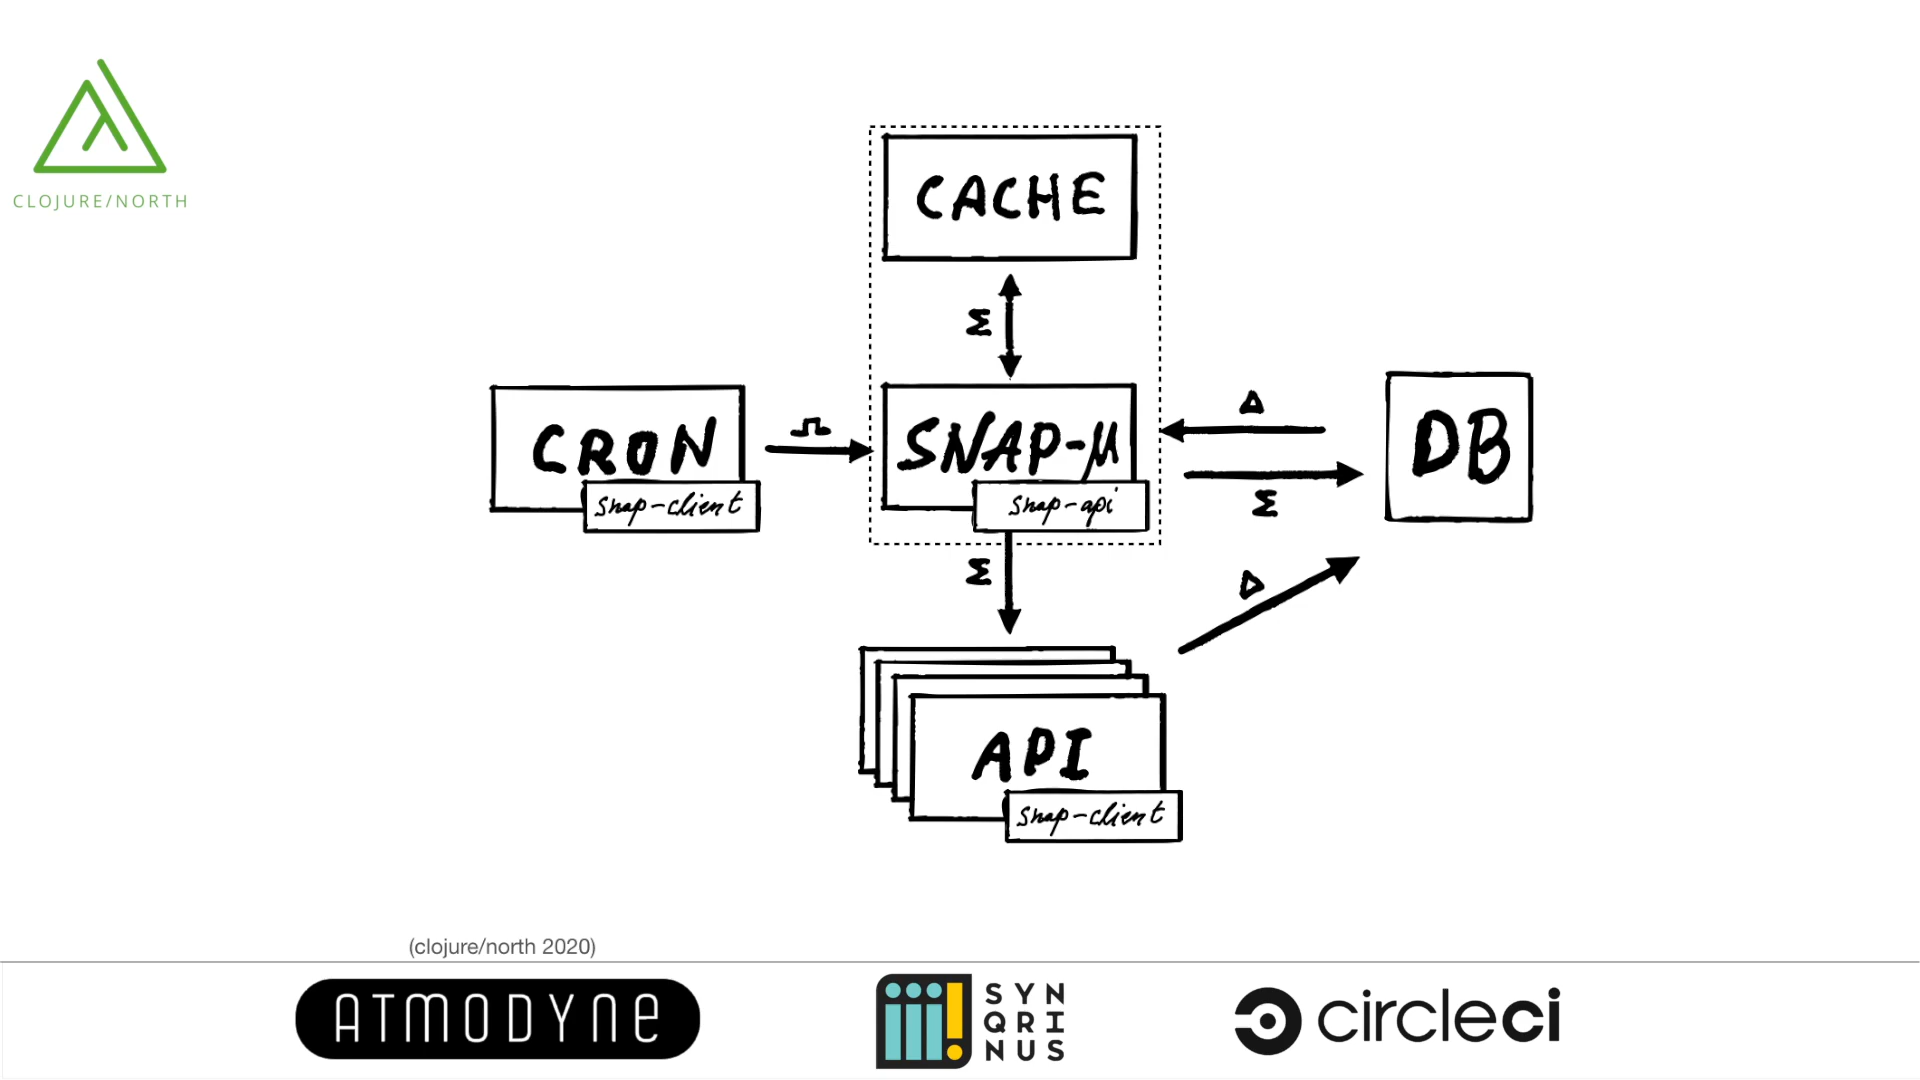 CLOJURE/NORTH
CACHE
Σ
CRON
snap-client
SNAP-μ
snap-api
Δ
Σ
DB
Σ
Δ
API
snap-client
(clojure/north 2020)
ATMODYNE
SYN
QRI
NUS
circleci